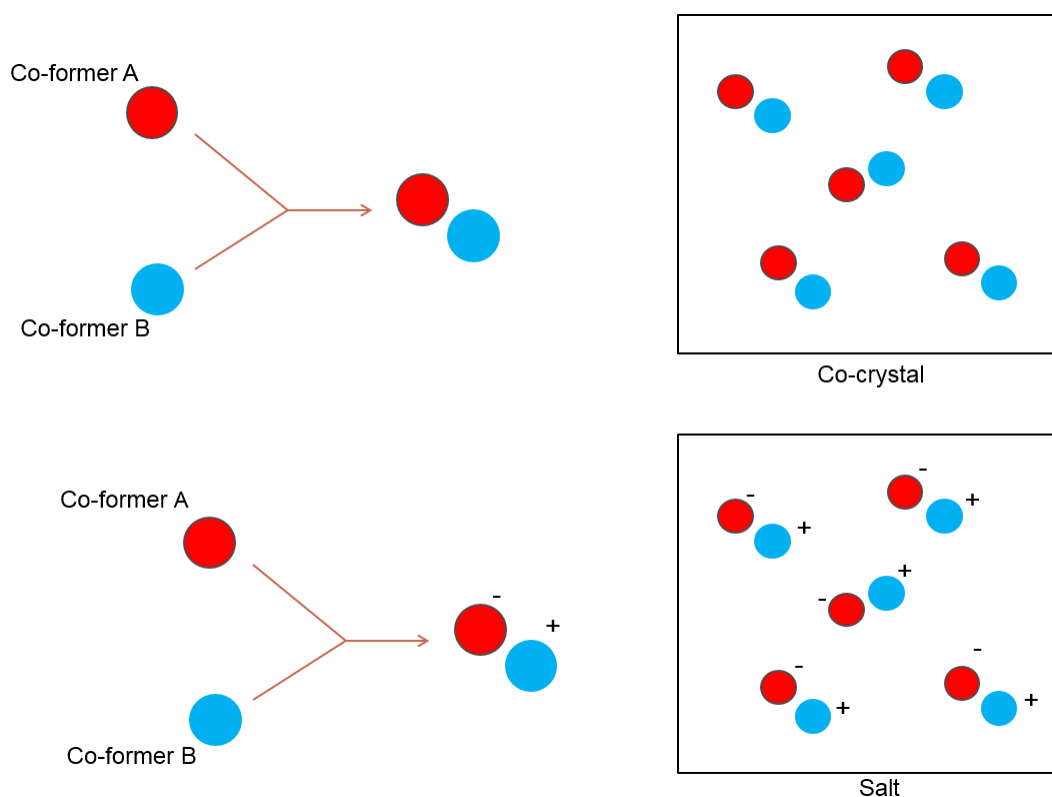 Co-former A
Co-former B
Co-crystal
Co-former A
-
+
Co-former B
-
+
-
+
-
+
-
+
-
+
Salt